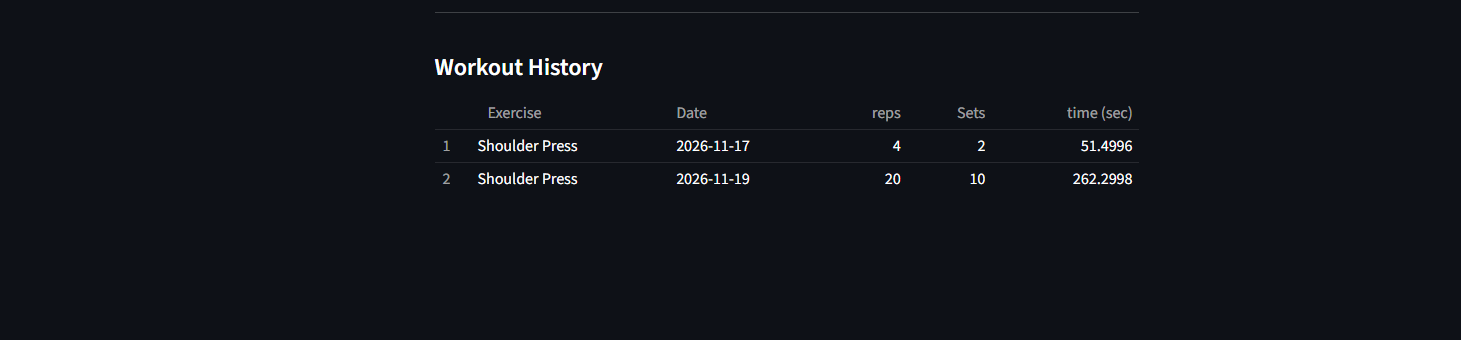 Workout History
Exercise Date reps Sets time (sec)
1 Shoulder Press 2026-11-17 4 2 51.4996
2 Shoulder Press 2026-11-19 20 10 262.2998